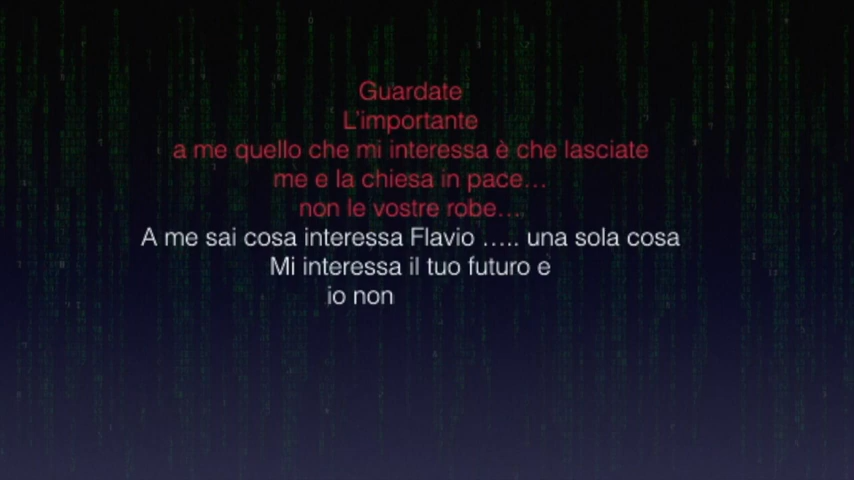 Guardate
L'importante
a me quello che mi interessa è che lasciate
me e la chiesa in pace...
non le vostre robe...
A me sai cosa interessa Flavio ….. una sola cosa
Mi interessa il tuo futuro e
io non